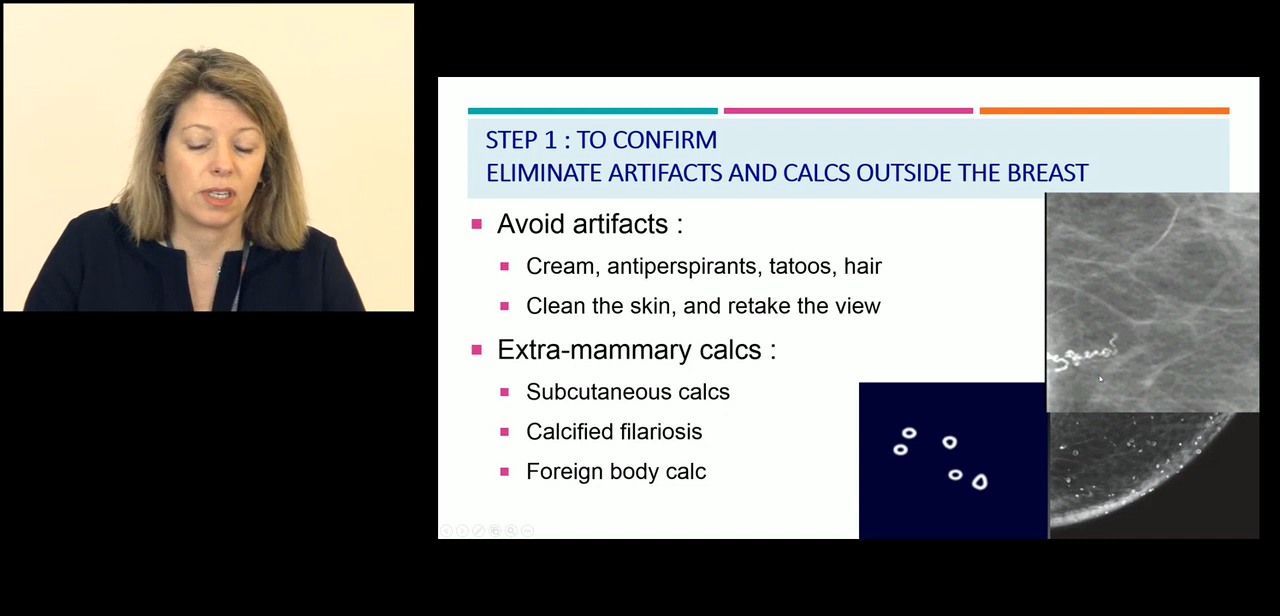 STEP 1 : TO CONFIRM
ELIMINATE ARTIFACTS AND CALCS OUTSIDE THE BREAST
Avoid artifacts :
Cream, antiperspirants, tatoos, hair
Clean the skin, and retake the view
Extra-mammary calcs :
Subcutaneous calcs
Calcified filariosis
Foreign body calc